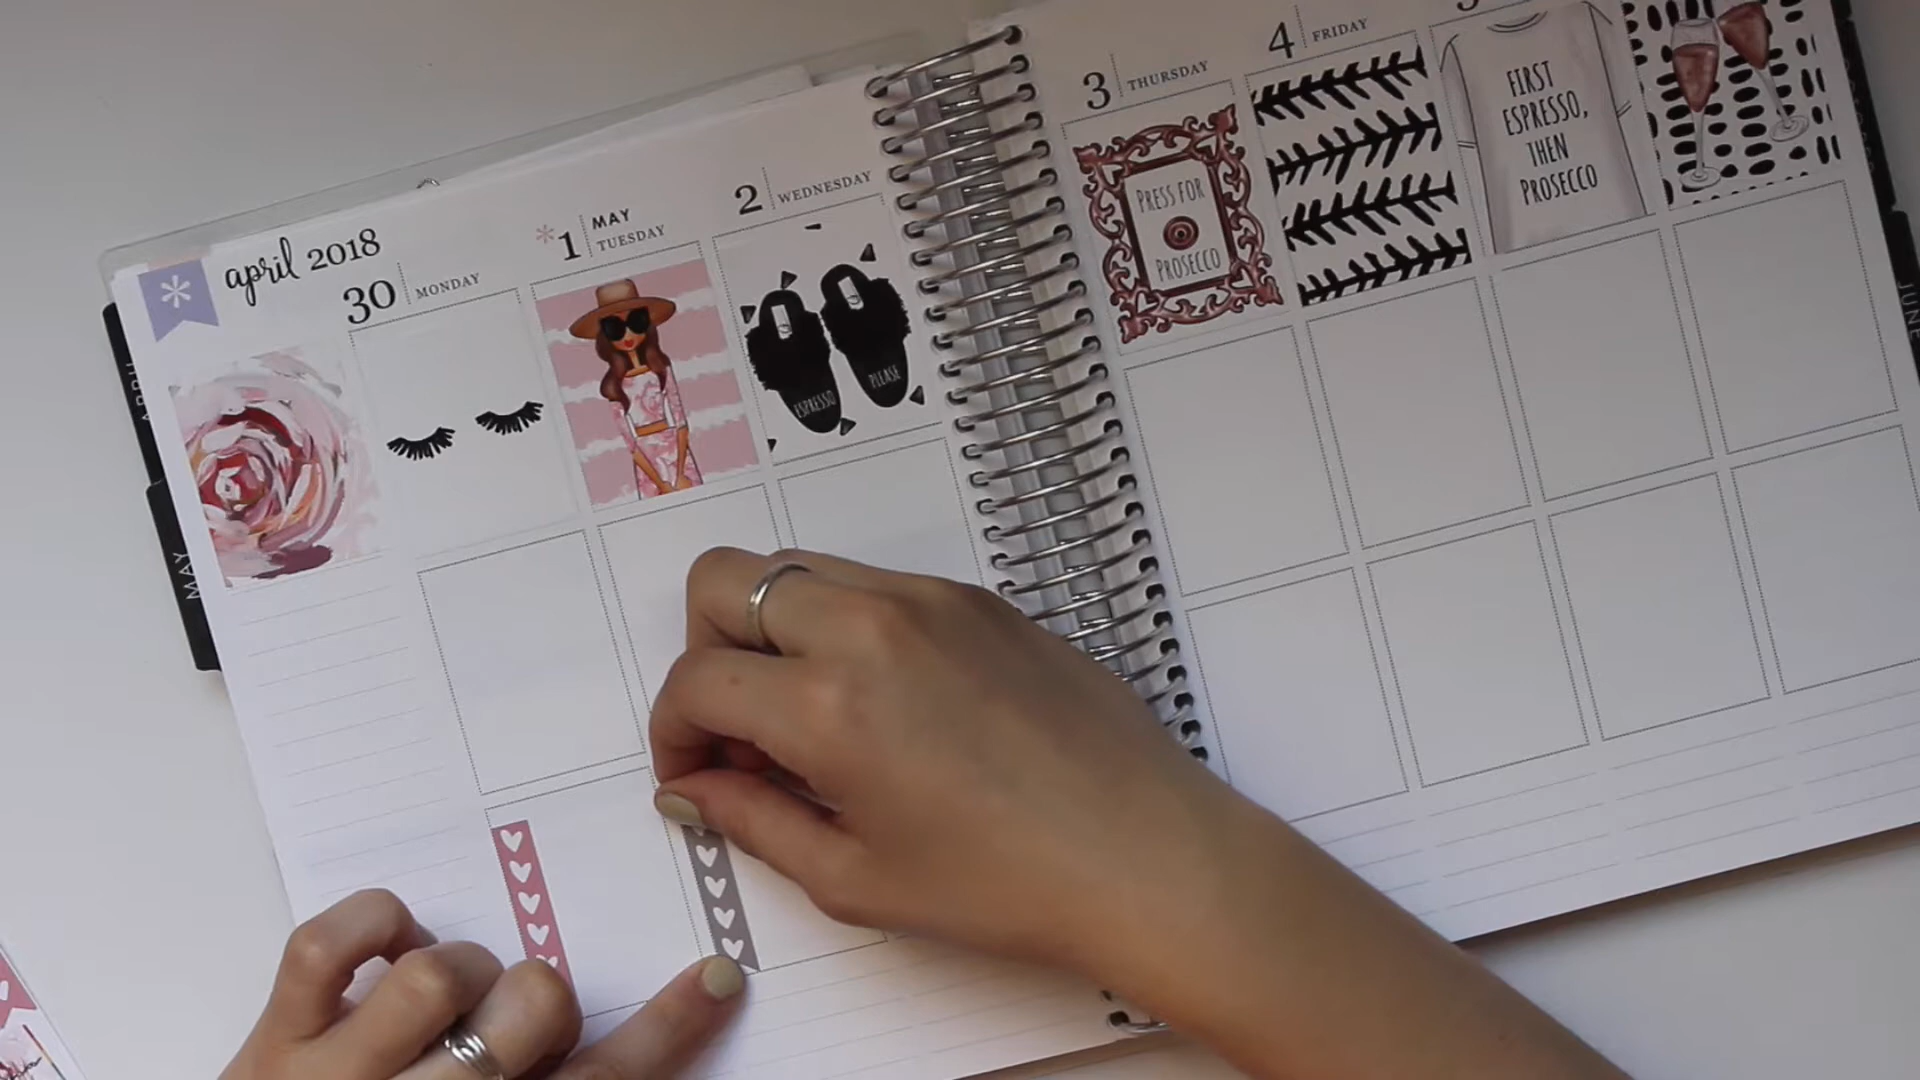 april 2018
30 MONDAY
*1 MAY
TUESDAY
2 WEDNESDAY
3 THURSDAY
4 FRIDAY
ESPRESSO
PLEASE
PRESS FOR
PROSECCO
FIRST
ESPRESSO,
THEN
PROSECCO
MAY
JUNE